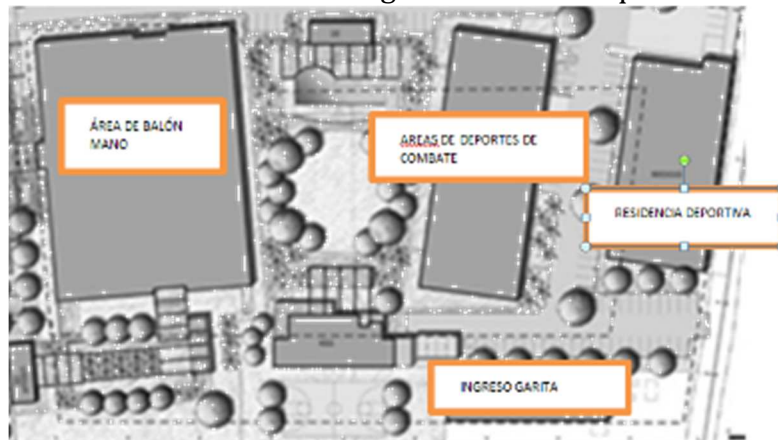 ÁREA DE BALÓN
MANO
AREAS DE DEPORTES DE
COMBATE
RESIDENCIA DEPORTIVA
INGRESO GARITA